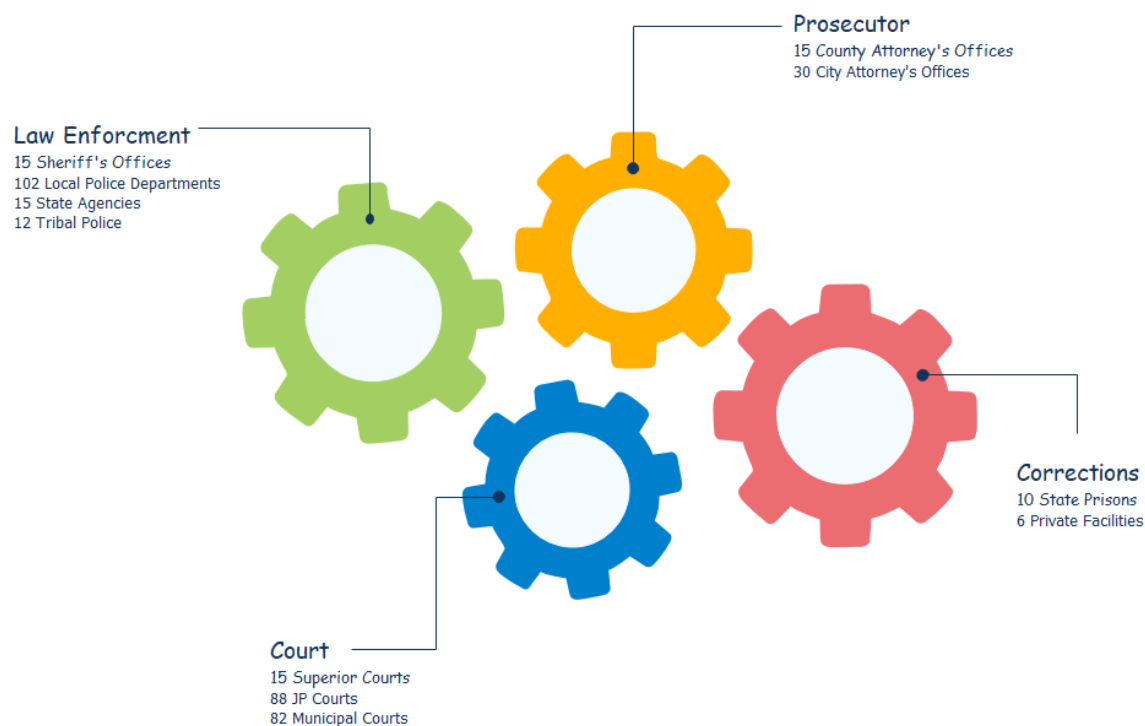 Prosecutor
15 County Attorney's Offices
30 City Attorney's Offices
Law Enforcment
15 Sheriff's Offices
102 Local Police Departments
15 State Agencies
12 Tribal Police
Corrections
10 State Prisons
6 Private Facilities
Court
15 Superior Courts
88 JP Courts
82 Municipal Courts